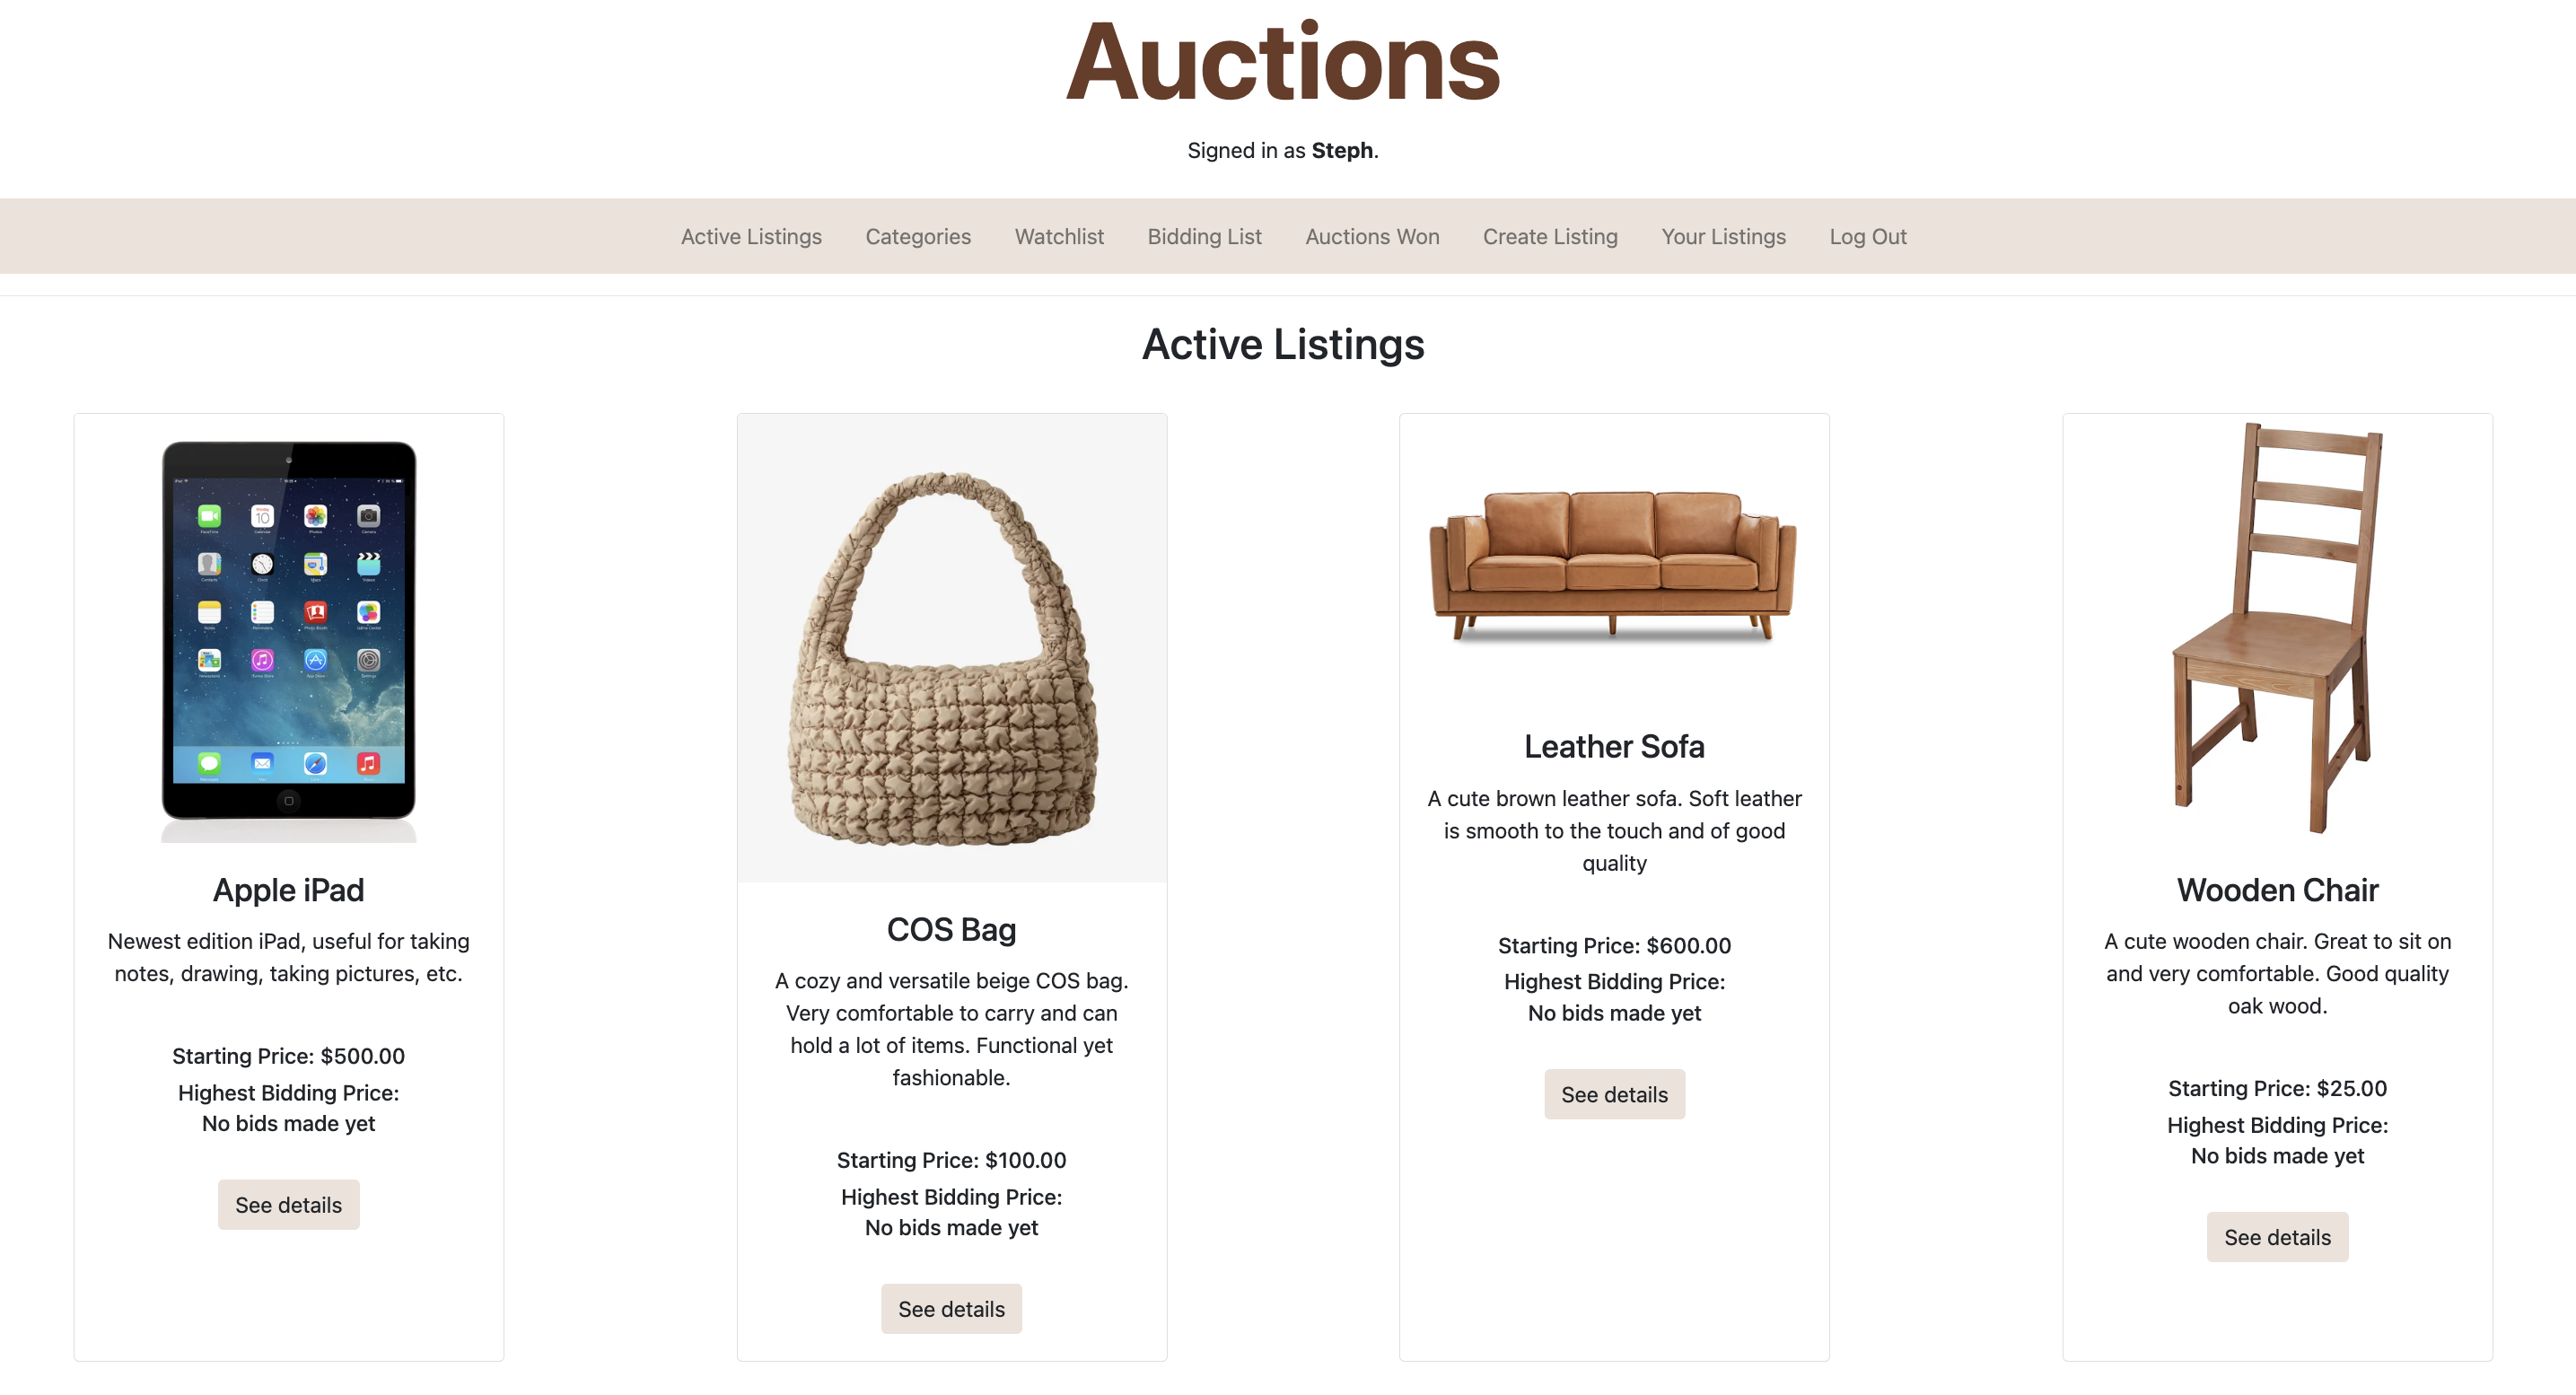 Auctions
Signed in as Steph.
Active Listings Categories Watchlist Bidding List Auctions Won Create Listing Your Listings Log Out
Active Listings
Apple iPad
Newest edition iPad, useful for taking
notes, drawing, taking pictures, etc.
Starting Price: $500.00
Highest Bidding Price:
No bids made yet
See details
COS Bag
A cozy and versatile beige COS bag.
Very comfortable to carry and can
hold a lot of items. Functional yet
fashionable.
Starting Price: $100.00
Highest Bidding Price:
No bids made yet
See details
Leather Sofa
A cute brown leather sofa. Soft leather
is smooth to the touch and of good
quality
Starting Price: $600.00
Highest Bidding Price:
No bids made yet
See details
Wooden Chair
A cute wooden chair. Great to sit on
and very comfortable. Good quality
oak wood.
Starting Price: $25.00
Highest Bidding Price:
No bids made yet
See details